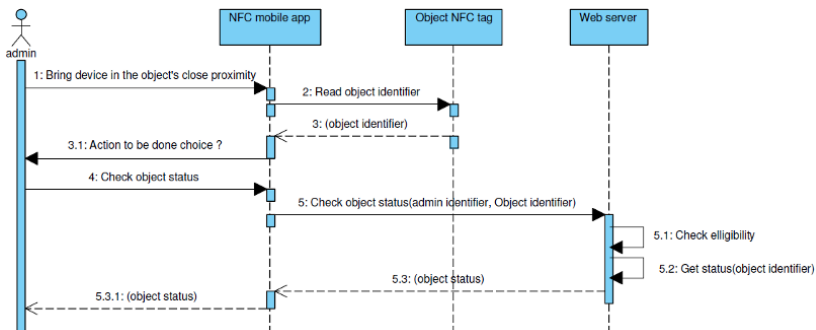 NFC mobile app
Object NFC tag
Web server
admin
1: Bring device in the object's close proximity
2: Read object identifier
3: (object identifier)
3.1: Action to be done choice ?
4: Check object status
5: Check object status(admin identifier, Object identifier)
5.1: Check elligibility
5.2: Get status(object identifier)
5.3: (object status)
5.3.1: (object status)